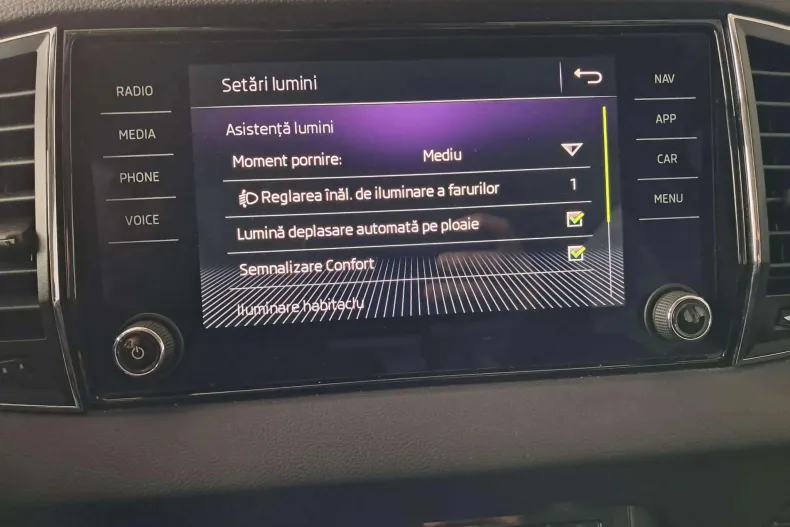 RADIO
MEDIA
PHONE
VOICE
Setări lumini
Asistență lumini
Moment pornire: Mediu
Reglarea înăl. de iluminare a farurilor 1
Lumină deplasare automată pe ploaie
Semnalizare Confort
Iluminare habitaclu
NAV
APP
CAR
MENU